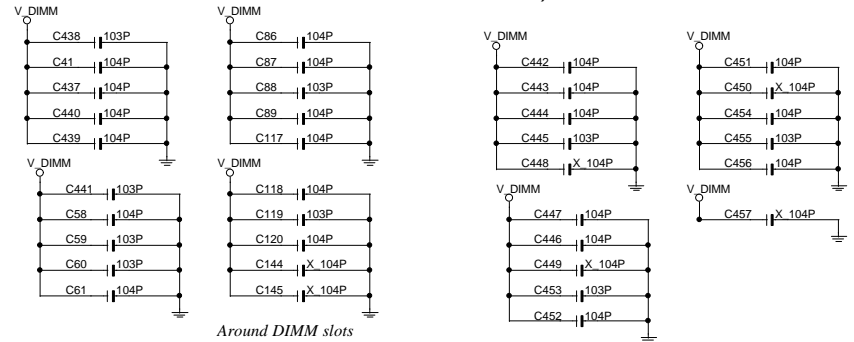 V_DIMM
C438 103P
C41 104P
C437 104P
C440 104P
C439 104P
V_DIMM
C86 104P
C87 104P
C88 103P
C89 104P
C117 104P
V_DIMM
C441 103P
C58 104P
C59 103P
C60 103P
C61 104P
V_DIMM
C118 104P
C119 103P
C120 104P
C144 X_104P
C145 X_104P
Around DIMM slots
V_DIMM
C442 104P
C443 104P
C444 104P
C445 103P
C448 X_104P
V_DIMM
C451 104P
C450 X_104P
C454 104P
C455 103P
C456 104P
V_DIMM
C447 104P
C446 104P
C449 X_104P
C453 103P
C452 104P
V_DIMM
C457 X_104P